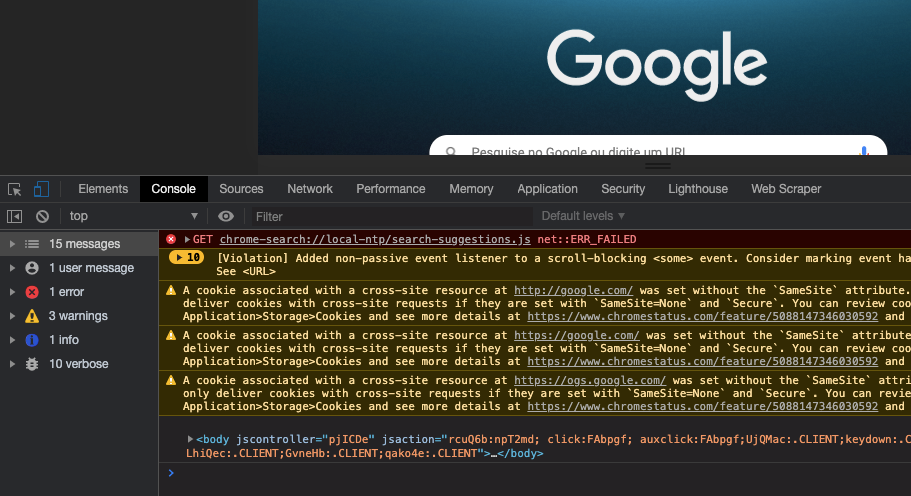 Google
Pesquise no Google ou digite um URL
Elements Console Sources Network Performance Memory Application Security Lighthouse Web Scraper
top Filter Default levels
15 messages
1 user message
1 error
3 warnings
1 info
10 verbose
GET chrome-search://local-ntp/search-suggestions.js net::ERR_FAILED
10 [Violation] Added non-passive event listener to a scroll-blocking <some> event. Consider marking event ha
See <URL>
A cookie associated with a cross-site resource at http://google.com/ was set without the `SameSite` attribute.
deliver cookies with cross-site requests if they are set with `SameSite=None` and `Secure`. You can review coo
Application>Storage>Cookies and see more details at https://www.chromestatus.com/feature/5088147346030592 and
A cookie associated with a cross-site resource at https://google.com/ was set without the `SameSite` attribute
deliver cookies with cross-site requests if they are set with `SameSite=None` and `Secure`. You can review coo
Application>Storage>Cookies and see more details at https://www.chromestatus.com/feature/5088147346030592 and
A cookie associated with a cross-site resource at https://ogs.google.com/ was set without the `SameSite` attri
only deliver cookies with cross-site requests if they are set with `SameSite=None` and `Secure`. You can revie
Application>Storage>Cookies and see more details at https://www.chromestatus.com/feature/5088147346030592 and
<body jscontroller="pjICDe" jsaction="rcuQ6b:npT2md; click:FAbpgf; auxclick:FAbpgf;UjQMac:.CLIENT;keydown:.C
LhiQec:.CLIENT;GvneHb:.CLIENT;qako4e:.CLIENT">…</body>